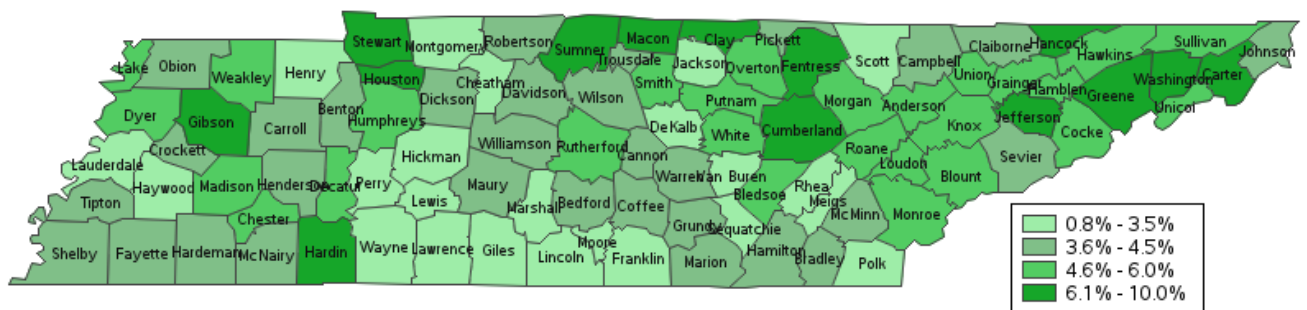 Stewart
Montgomery
Robertson
Sumner
Macon
Clay
Pickett
Claiborne
Hancock
Hawkins
Sullivan
Johnson
Lake
Obion
Weakley
Henry
Houston
Cheatham
Trousdale
Jackson
Overton
Fentress
Scott
Campbell
Union
Grainger
Hamblen
Greene
Washington
Carter
Unicol
Dyer
Gibson
Carroll
Benton
Humphreys
Dickson
Davidson
Wilson
Smith
Putnam
Morgan
Anderson
Knox
Jefferson
Cocke
Lauderdale
Crockett
Haywood
Madison
Henderson
Decatur
Perry
Hickman
Williamson
Rutherford
Cannon
DeKalb
White
Cumberland
Roane
Loudon
Blount
Sevier
Tipton
Chester
Lewis
Maury
Marshall
Bedford
Coffee
Warren
Van Buren
Bledsoe
Rhea
Meigs
McMinn
Monroe
Shelby
Fayette
Hardeman
McNairy
Hardin
Wayne
Lawrence
Giles
Lincoln
Moore
Franklin
Grund
Sequatchie
Marion
Hamilton
Bradley
Polk
0.8% - 3.5%
3.6% - 4.5%
4.6% - 6.0%
6.1% - 10.0%